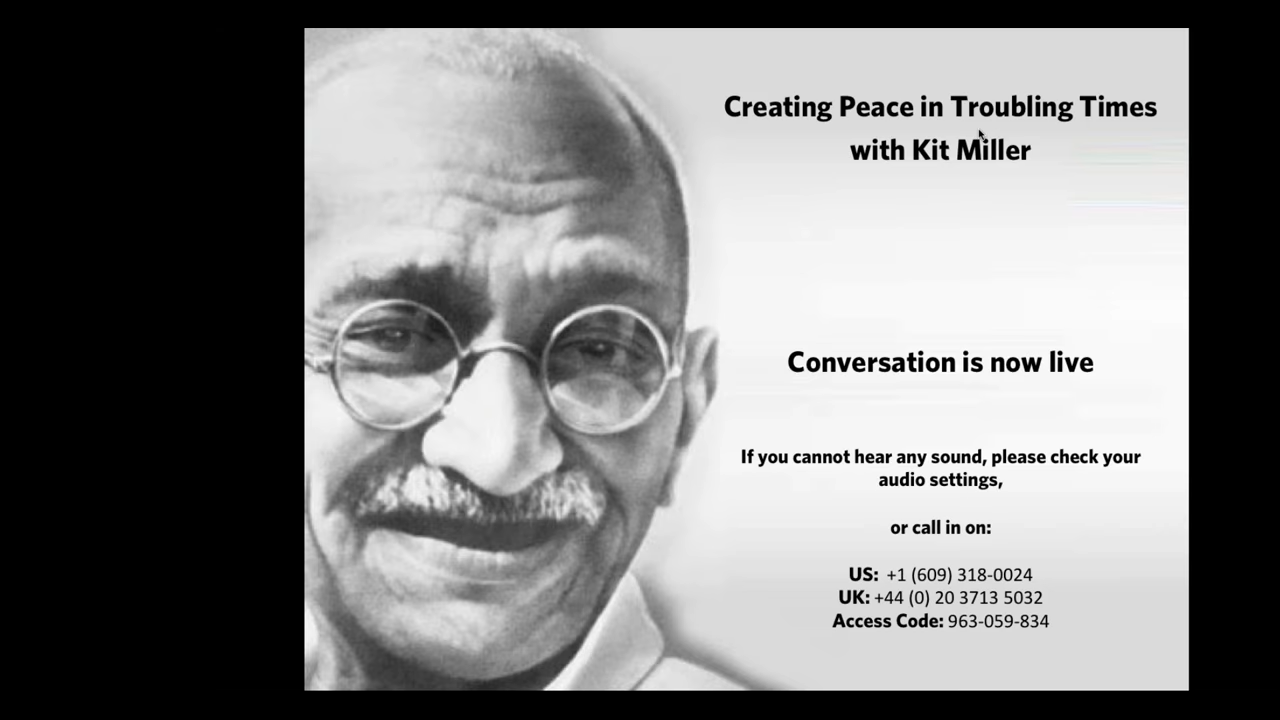 Creating Peace in Troubling Times
with Kit Miller
Conversation is now live
If you cannot hear any sound, please check your
audio settings,
or call in on:
US: +1 (609) 318-0024
UK: +44 (0) 20 3713 5032
Access Code: 963-059-834